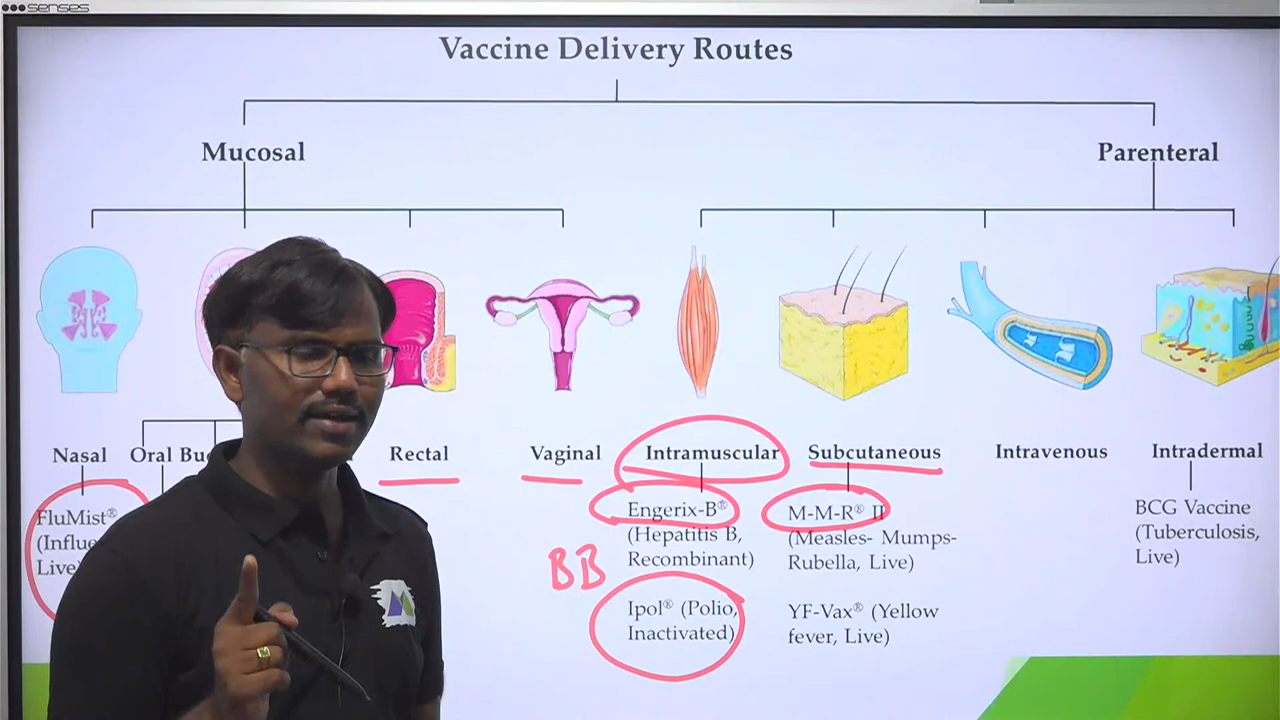 senses
Vaccine Delivery Routes
Mucosal
Parenteral
Nasal
Oral
Rectal
Vaginal
Intramuscular
Subcutaneous
Intravenous
Intradermal
FluMist®
Live
Engerix-B®
(Hepatitis B,
Recombinant)
BB
Ipol® (Polio,
Inactivated)
M-M-R® II
(Measles- Mumps-
Rubella, Live)
YF-Vax® (Yellow
fever, Live)
BCG Vaccine
(Tuberculosis,
Live)